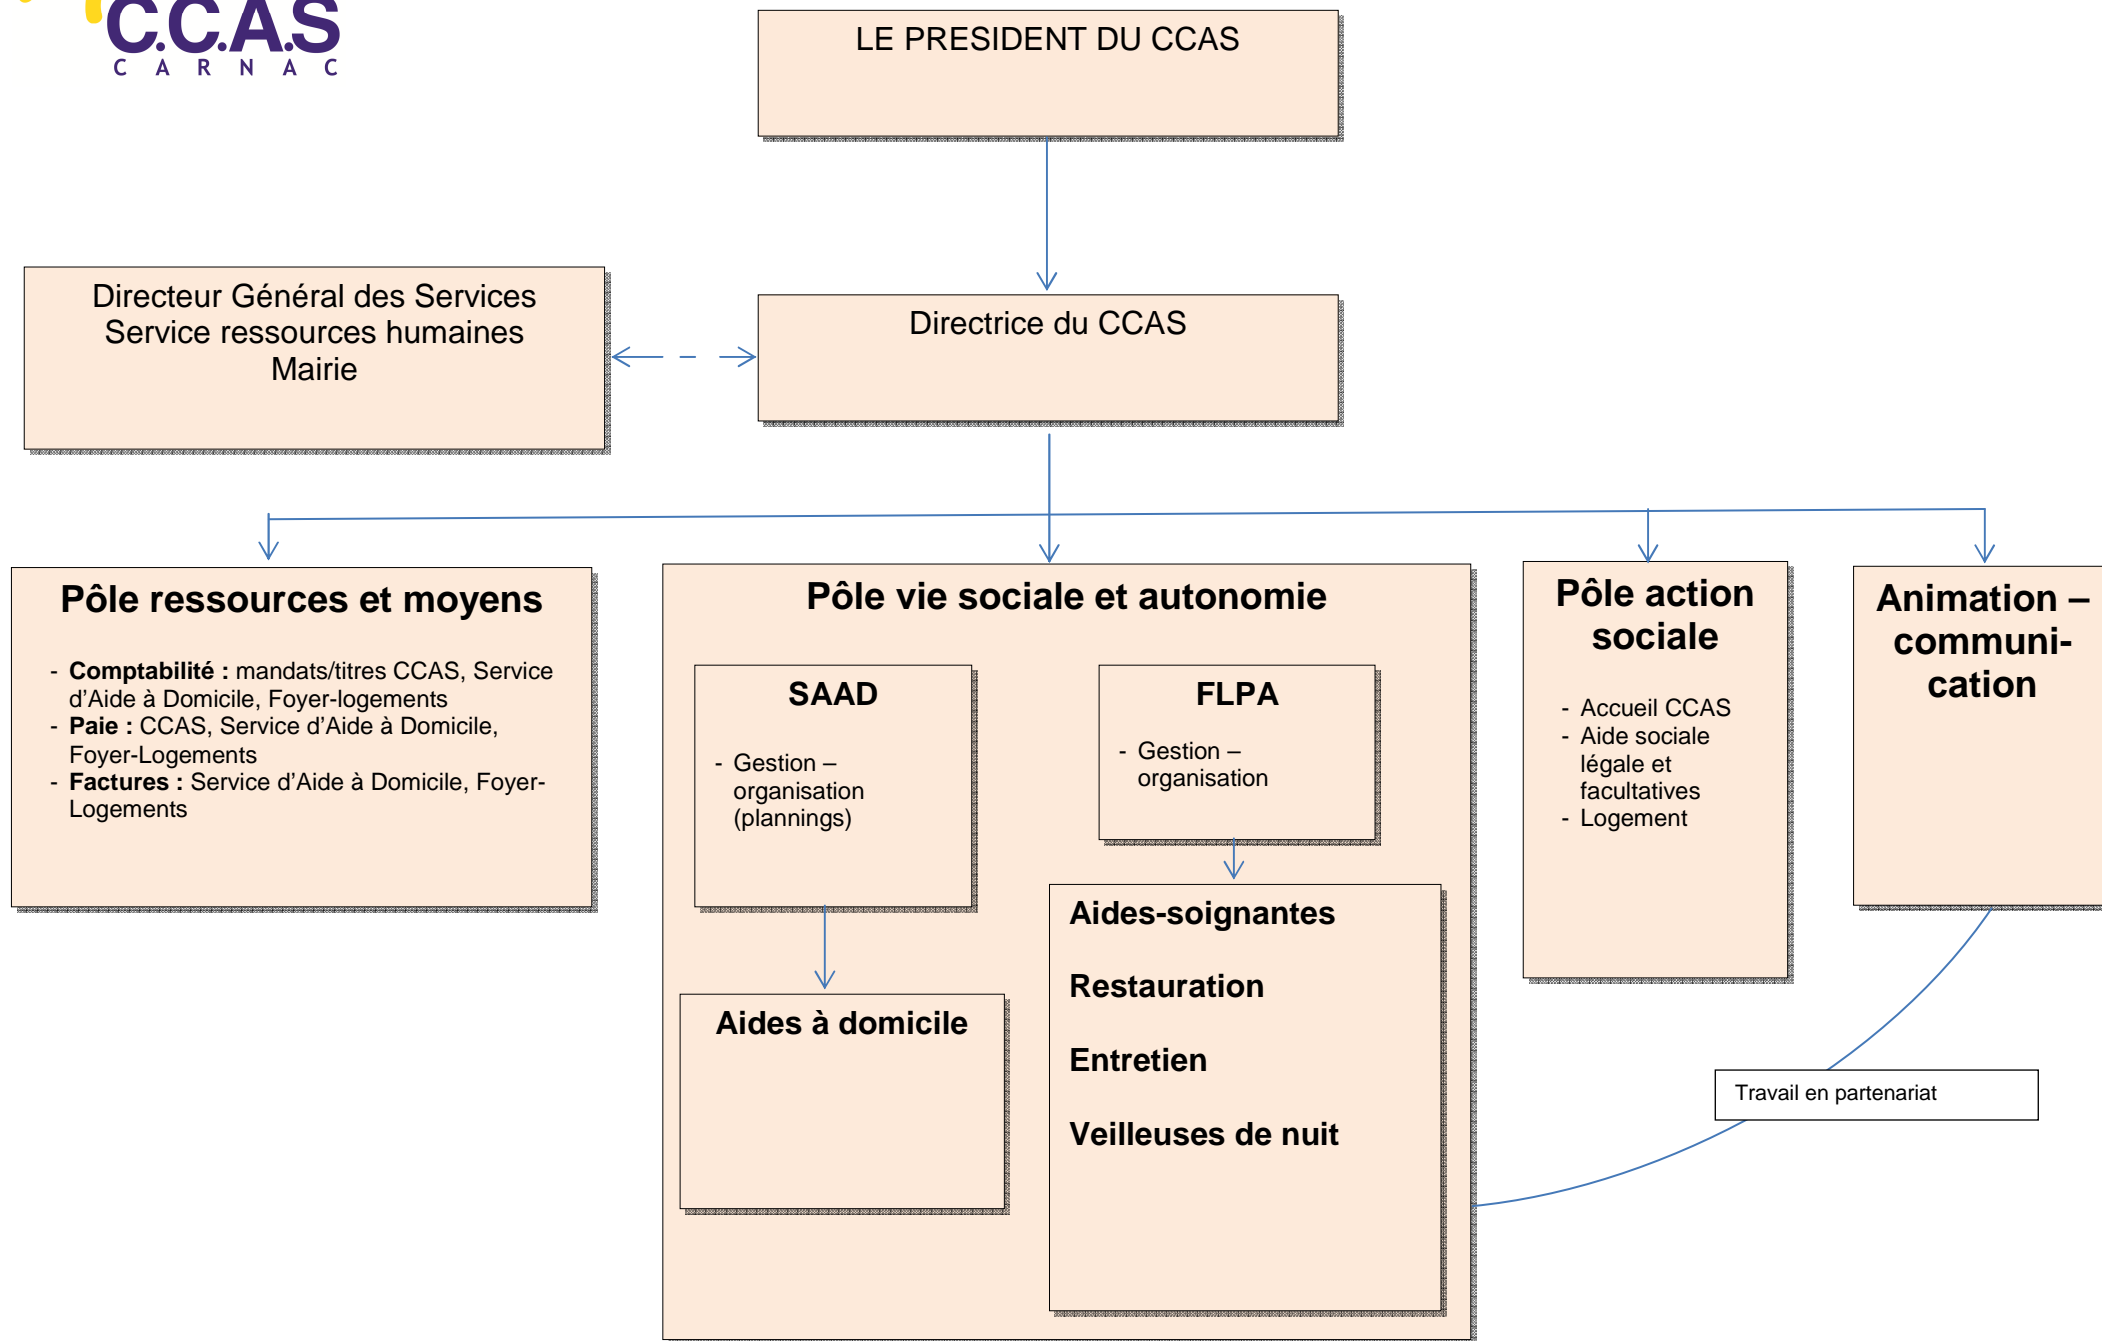 C.C.A.S
CARNAC
LE PRESIDENT DU CCAS
Directeur Général des Services
Service ressources humaines
Mairie
Directrice du CCAS
Pôle ressources et moyens
- Comptabilité : mandats/titres CCAS, Service
d'Aide à Domicile, Foyer-logements
- Paie : CCAS, Service d'Aide à Domicile,
Foyer-Logements
- Factures : Service d'Aide à Domicile, Foyer-
Logements
Pôle vie sociale et autonomie
SAAD
- Gestion –
organisation
(plannings)
Aides à domicile
FLPA
- Gestion –
organisation
Aides-soignantes
Restauration
Entretien
Veilleuses de nuit
Pôle action
sociale
- Accueil CCAS
- Aide sociale
légale et
facultatives
- Logement
Animation –
communi-
cation
Travail en partenariat